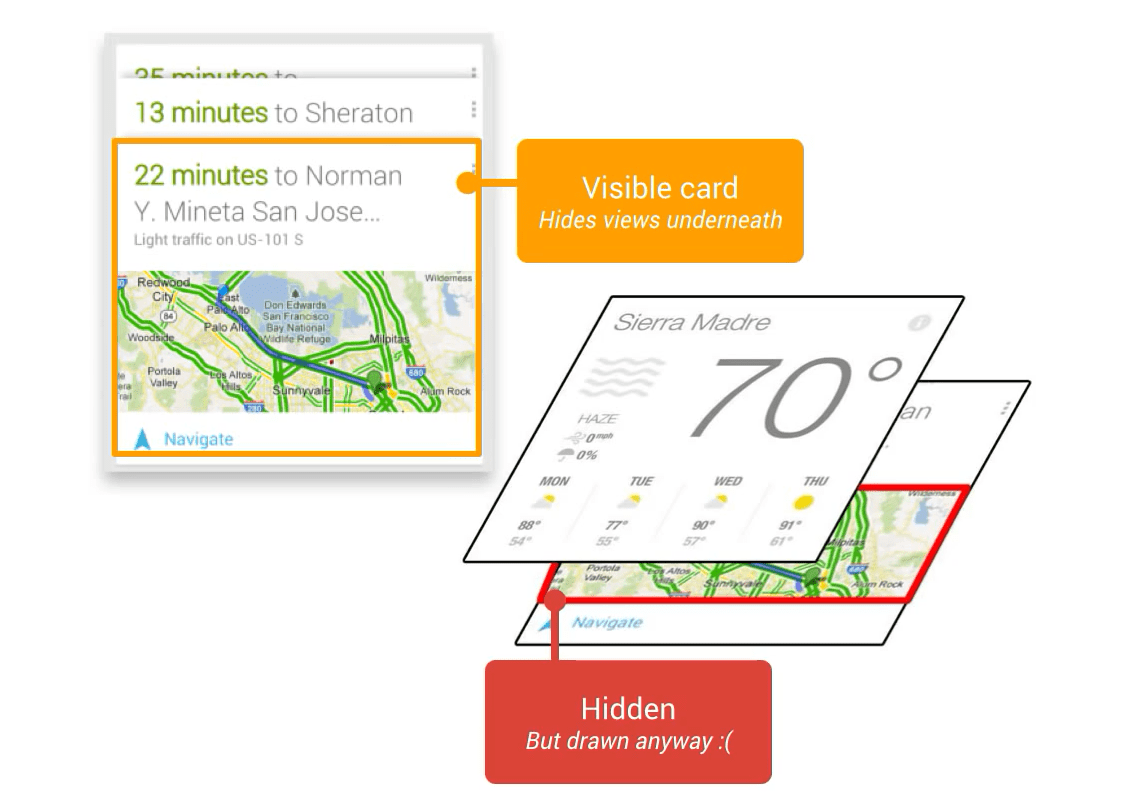 35 minutes to
13 minutes to Sheraton
22 minutes to Norman
Y. Mineta San Jose...
Light traffic on US-101 S
Redwood
City
Wilderness
East
Palo Alto
Don Edwards
San Francisco
Bay National
Wildlife Refuge
84
Palo Alto
Woodside
Milpitas
Portola
Valley
Los Altos
Hills
Sunnyvale
680
Alum Rock
280
Navigate
Visible card
Hides views underneath
Sierra Madre
70°
HAZE
0 mph
0%
MON TUE WED THU
88° 77° 90° 91°
54° 55° 57° 61°
an
Wilderness
Milpitas
Portola
Valley
Los Altos
Hills
Sunnyvale
680
Alum Rock
Navigate
Hidden
But drawn anyway :(